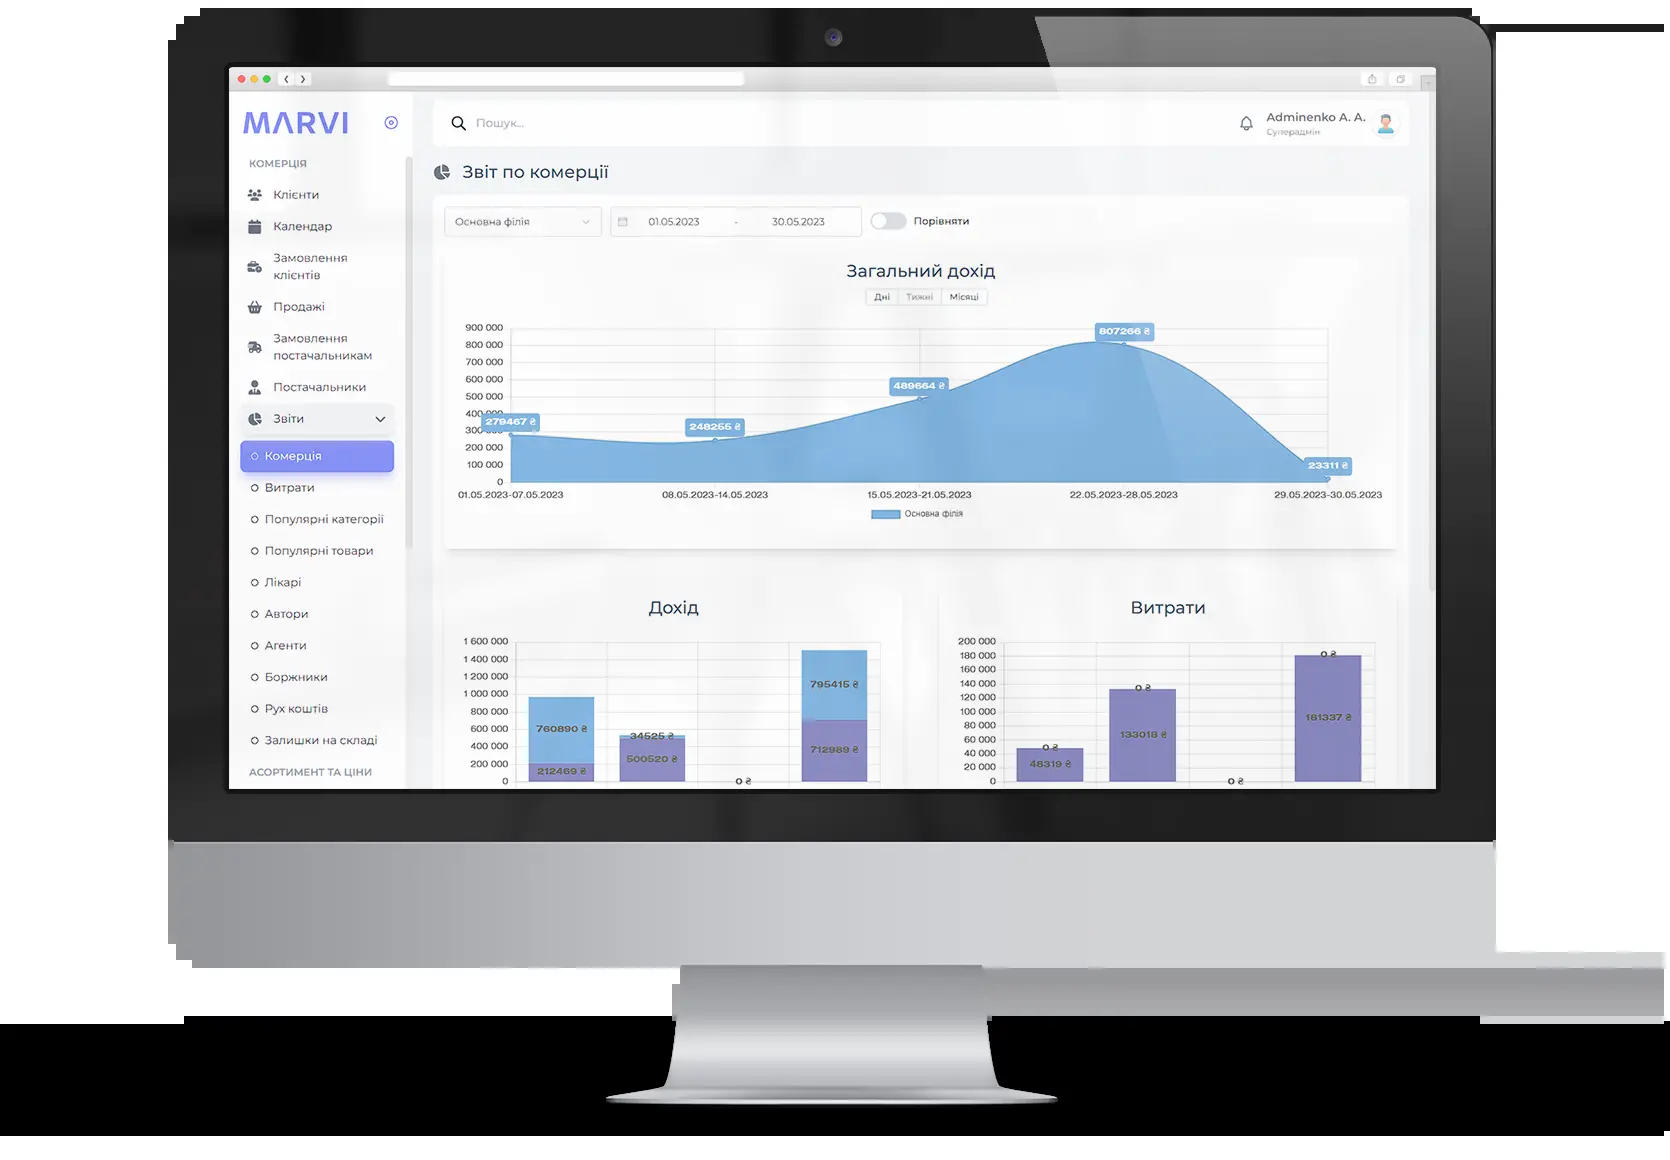 MARVI
КОМЕРЦІЯ
Клієнти
Календар
Замовлення
клієнтів
Продажі
Замовлення
постачальникам
Постачальники
Звіти
Комерція
Витрати
Популярні категорії
Популярні товари
Лікарі
Автори
Агенти
Боржники
Рух коштів
Залишки на складі
АСОРТИМЕНТ ТА ЦІНИ
Пошук...
Adminenko A. A.
Суперадмін
Звіт по комерції
Основна філія
01.05.2023 - 30.05.2023
Порівняти
Загальний дохід
Дні Тижні Місяці
900 000
800 000
700 000
600 000
500 000
400 000
300 000
200 000
100 000
0
279467 ₴
248255 ₴
489664 ₴
807266 ₴
23311 ₴
01.05.2023-07.05.2023 08.05.2023-14.05.2023 15.05.2023-21.05.2023 22.05.2023-28.05.2023 29.05.2023-30.05.2023
Основна філія
Дохід
1 600 000
1 400 000
1 200 000
1 000 000
800 000
600 000
400 000
200 000
0
760890 ₴
212469 ₴
34525 ₴
500520 ₴
0 ₴
795415 ₴
712989 ₴
Витрати
200 000
180 000
160 000
140 000
120 000
100 000
80 000
60 000
40 000
20 000
0
0 ₴
48319 ₴
0 ₴
133018 ₴
0 ₴
0 ₴
181337 ₴